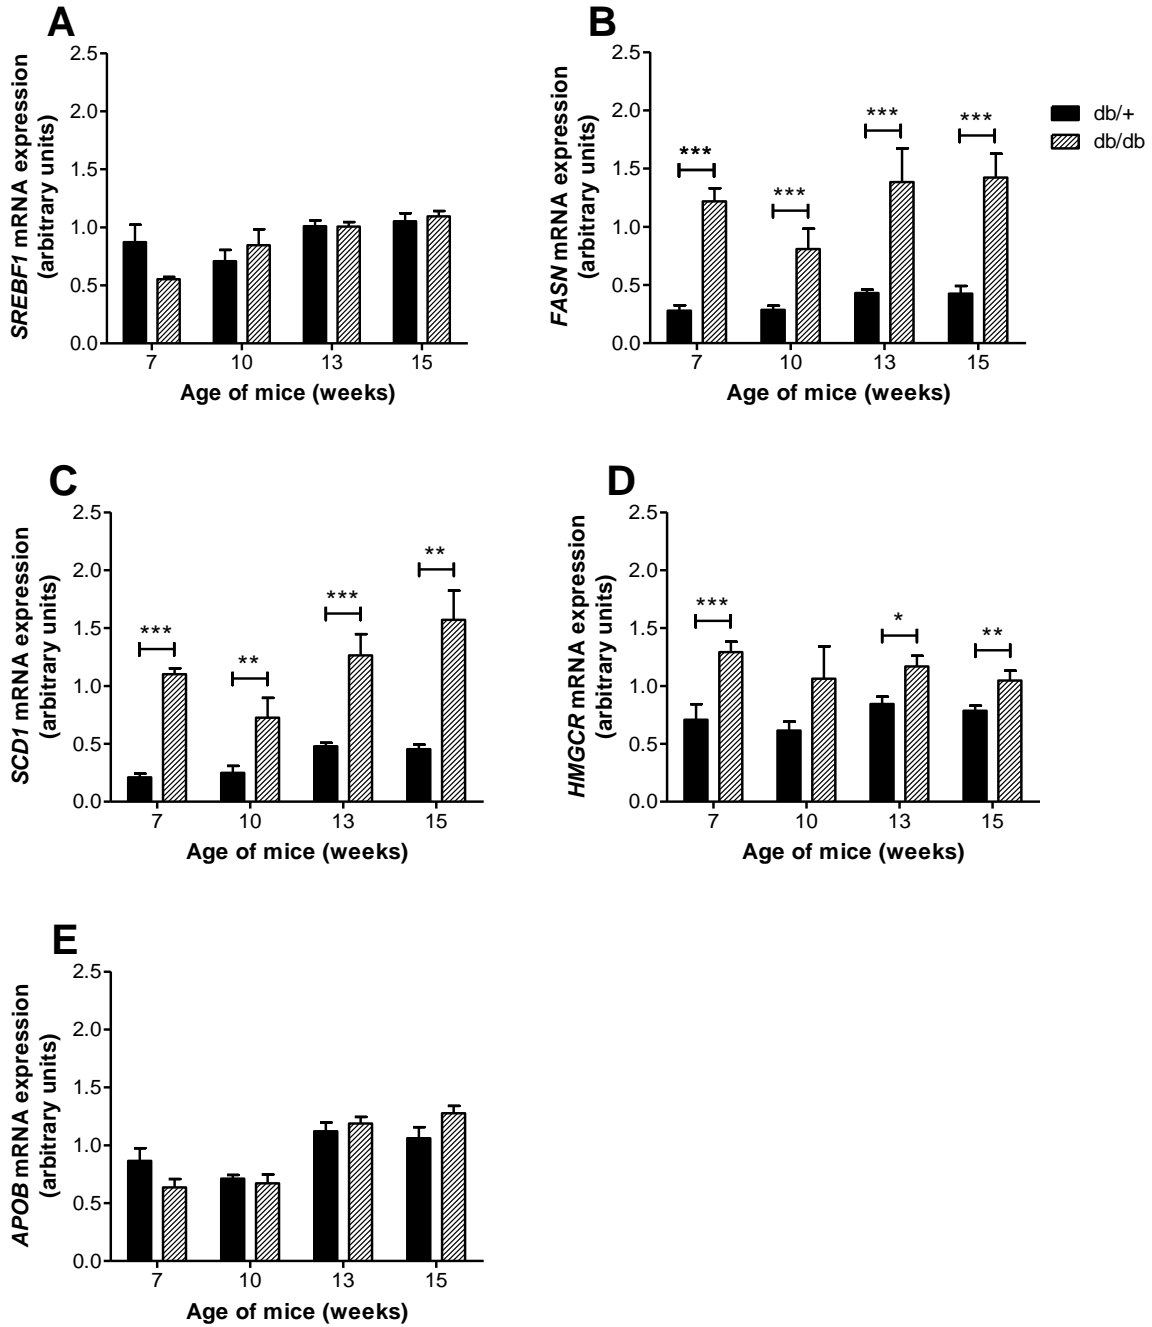 A
SREBF1 mRNA expression
(arbitrary units)
2.5
2.0
1.5
1.0
0.5
0.0
7 10 13 15
Age of mice (weeks)
B
FASN mRNA expression
(arbitrary units)
2.5
2.0
1.5
1.0
0.5
0.0
*** *** *** ***
7 10 13 15
Age of mice (weeks)
db/+
db/db
C
SCD1 mRNA expression
(arbitrary units)
2.5
2.0
1.5
1.0
0.5
0.0
*** ** *** **
7 10 13 15
Age of mice (weeks)
D
HMGCR mRNA expression
(arbitrary units)
2.5
2.0
1.5
1.0
0.5
0.0
*** * **
7 10 13 15
Age of mice (weeks)
E
APOB mRNA expression
(arbitrary units)
2.5
2.0
1.5
1.0
0.5
0.0
7 10 13 15
Age of mice (weeks)